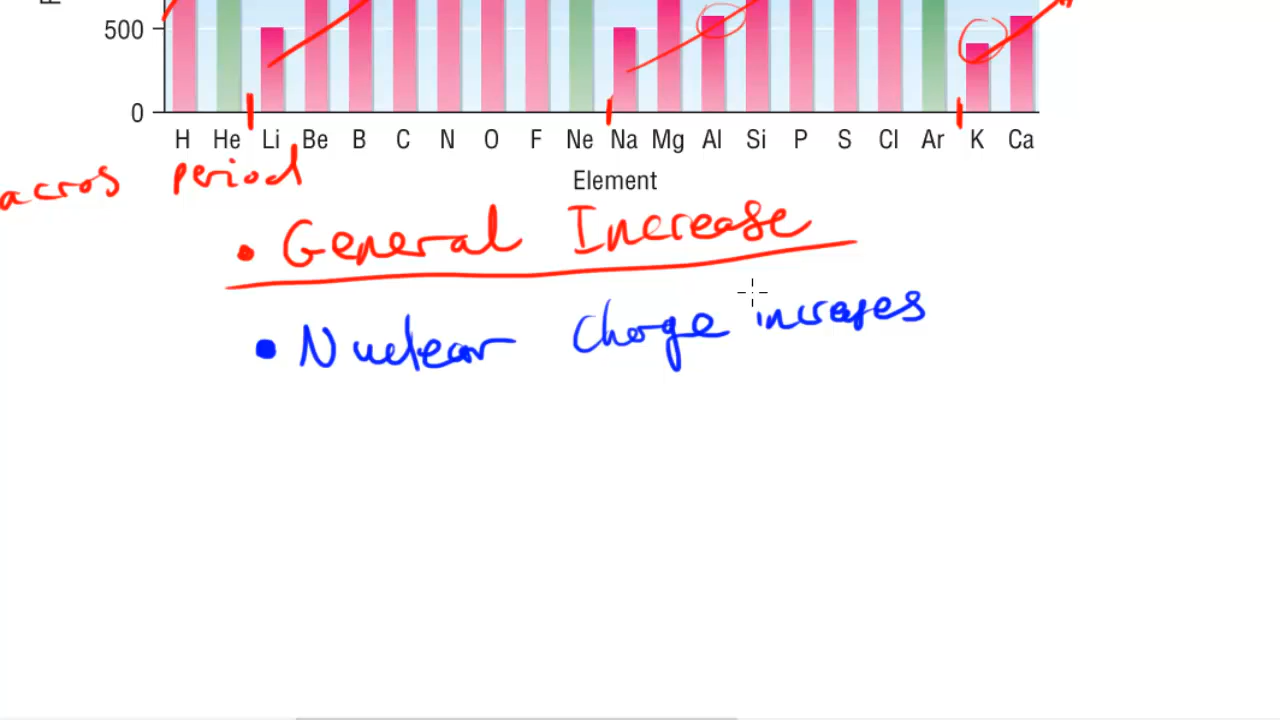 500
0
H He Li Be B C N O F Ne Na Mg Al Si P S Cl Ar K Ca
Element
acros period
• General Increase
• Nuclear Charge incrases